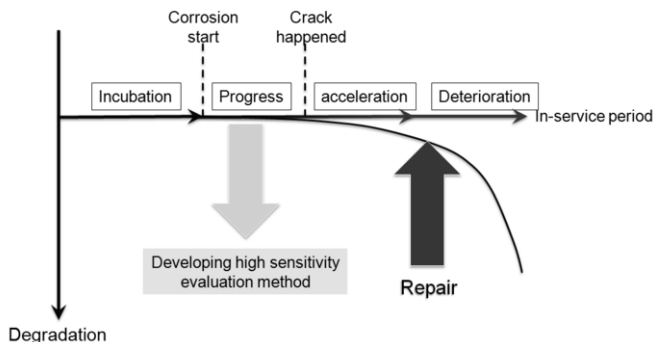 Corrosion
start
Crack
happened
Incubation
Progress
acceleration
Deterioration
In-service period
Developing high sensitivity
evaluation method
Repair
Degradation